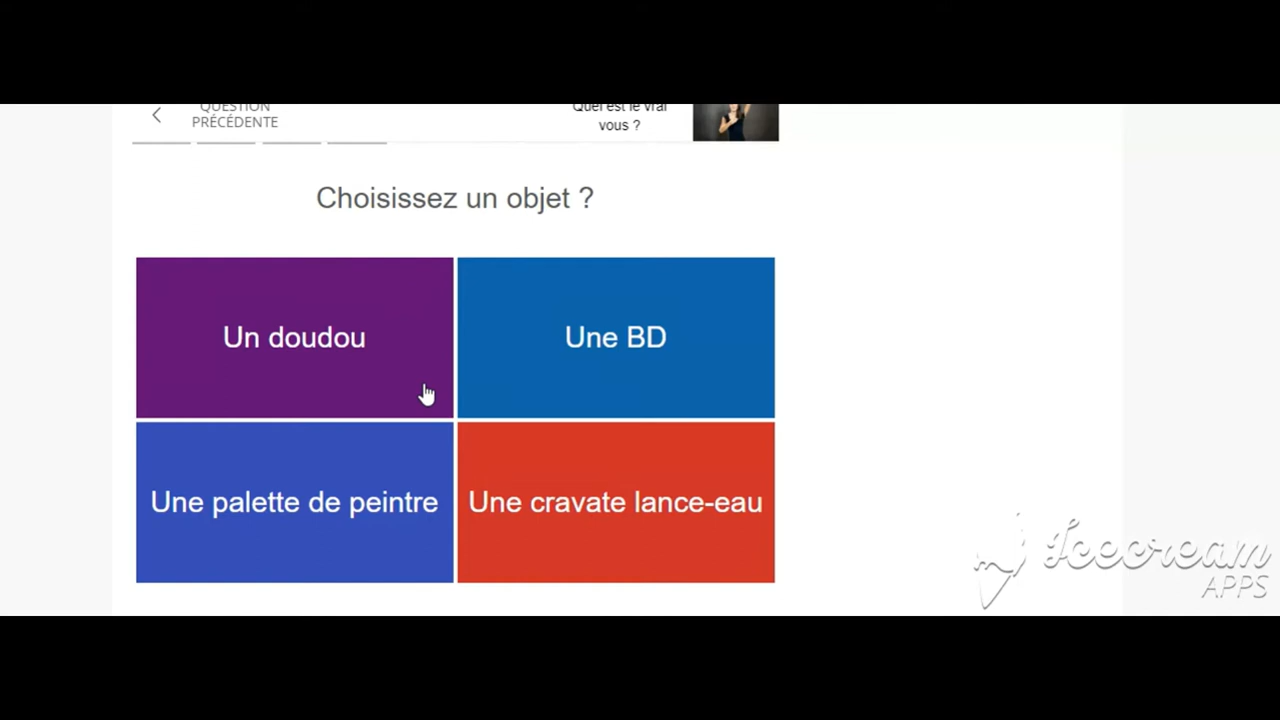 QUESTION
PRÉCÉDENTE
Quel est le vrai
vous ?
Choisissez un objet ?
Un doudou
Une BD
Une palette de peintre
Une cravate lance-eau
Icecream
APPS